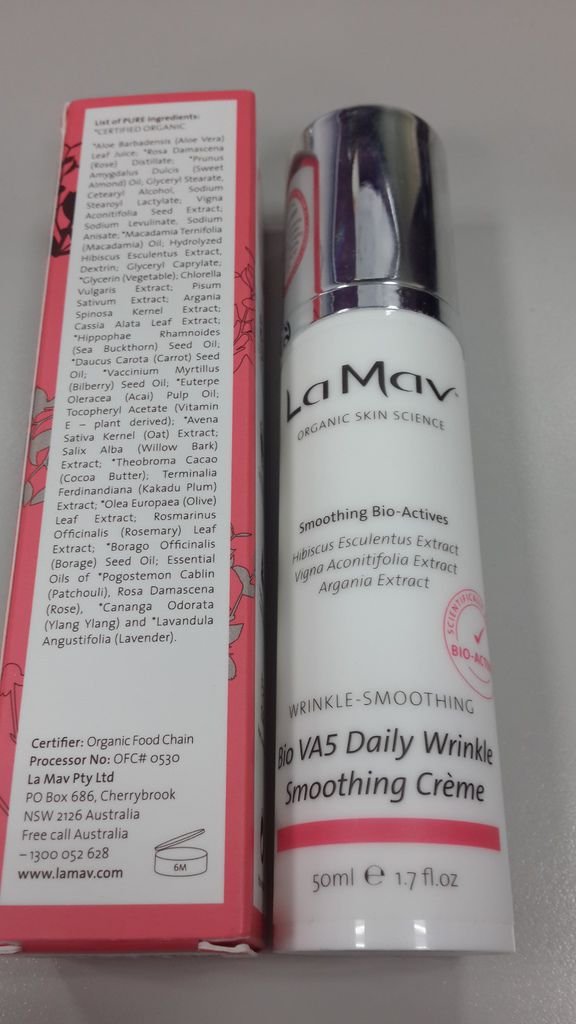 List of PURE Ingredients:
*CERTIFIED ORGANIC
*Aloe Barbadensis (Aloe Vera)
Leaf Juice; *Rosa Damascena
(Rose) Distillate; *Prunus
Amygdalus Dulcis (Sweet
Almond) Oil; Glyceryl Stearate,
Cetearyl Alcohol, Sodium
Stearoyl Lactylate; Vigna
Aconitifolia Seed Extract;
Sodium Levulinate, Sodium
Anisate; *Macadamia Ternifolia
(Macadamia) Oil; Hydrolyzed
Hibiscus Esculentus Extract,
Dextrin; Glyceryl Caprylate;
*Glycerin (Vegetable); Chlorella
Vulgaris Extract; Pisum
Sativum Extract; Argania
Spinosa Kernel Extract;
Cassia Alata Leaf Extract;
*Hippophae Rhamnoides
(Sea Buckthorn) Seed Oil;
*Daucus Carota (Carrot) Seed
Oil; *Vaccinium Myrtillus
(Bilberry) Seed Oil; *Euterpe
Oleracea (Acai) Pulp Oil;
Tocopheryl Acetate (Vitamin
E – plant derived); *Avena
Sativa Kernel (Oat) Extract;
Salix Alba (Willow Bark)
Extract; *Theobroma Cacao
(Cocoa Butter); Terminalia
Ferdinandiana (Kakadu Plum)
Extract; *Olea Europaea (Olive)
Leaf Extract; Rosmarinus
Officinalis (Rosemary) Leaf
Extract; *Borago Officinalis
(Borage) Seed Oil; Essential
Oils of *Pogostemon Cablin
(Patchouli), Rosa Damascena
(Rose), *Cananga Odorata
(Ylang Ylang) and *Lavandula
Angustifolia (Lavender).
Certifier: Organic Food Chain
Processor No: OFC# 0530
La Mav Pty Ltd
PO Box 686, Cherrybrook
NSW 2126 Australia
Free call Australia
– 1300 052 628
www.lamav.com
6M
La Mav
ORGANIC SKIN SCIENCE
Smoothing Bio-Actives
Hibiscus Esculentus Extract
Vigna Aconitifolia Extract
Argania Extract
WRINKLE-SMOOTHING
Bio VA5 Daily Wrinkle
Smoothing Crème
50ml e 1.7 fl.oz